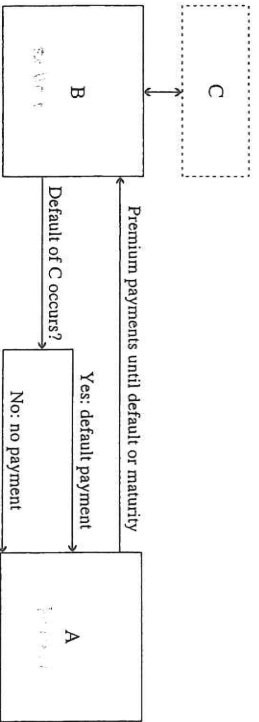 C
B
A
Premium payments until default or maturity
Default of C occurs?
Yes: default payment
No: no payment